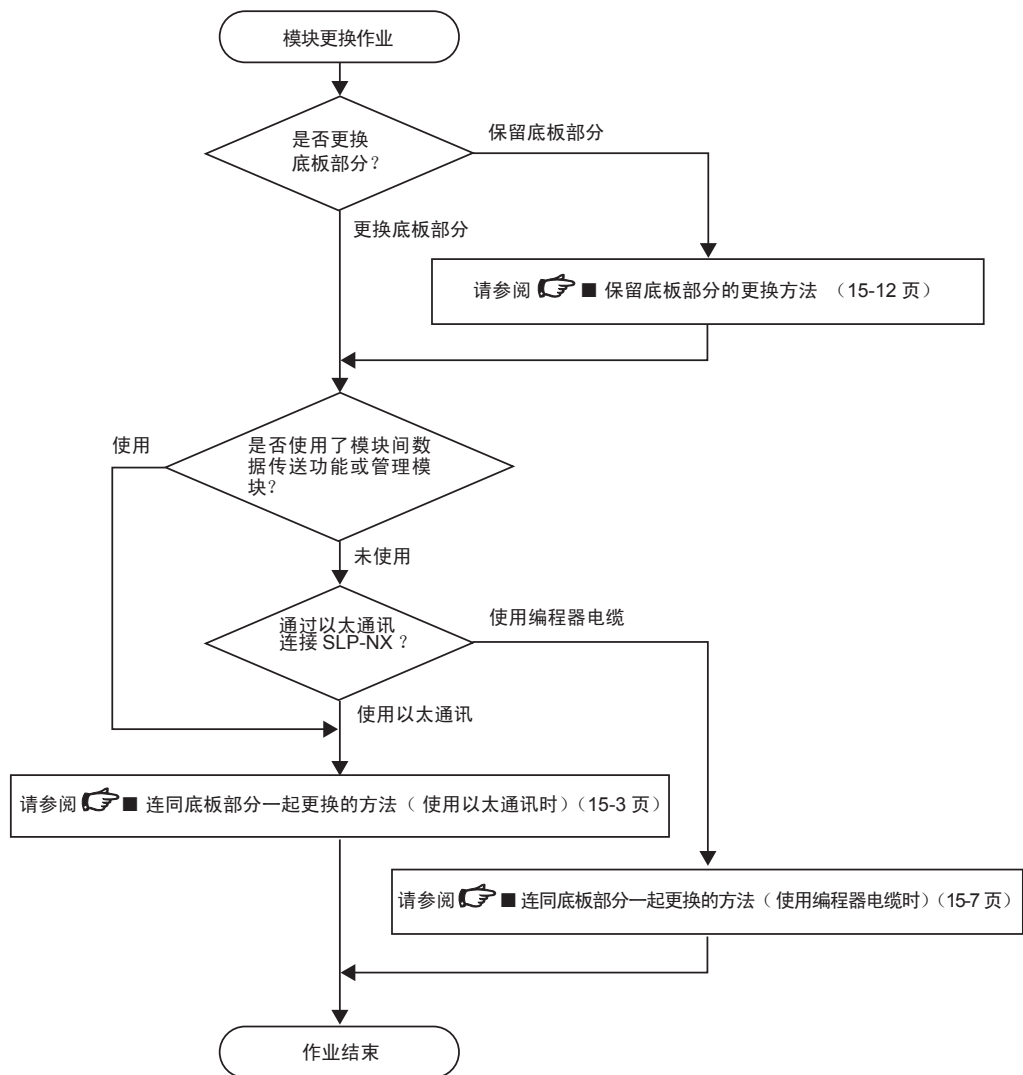 模块更换作业
是否更换
底板部分？
保留底板部分
更换底板部分
请参阅 ■ 保留底板部分的更换方法 （15-12 页）
使用
是否使用了模块间数
据传送功能或管理模
块？
未使用
通过以太通讯
连接 SLP-NX ？
使用编程器电缆
使用以太通讯
请参阅 ■ 连同底板部分一起更换的方法（ 使用以太通讯时）（15-3 页）
请参阅 ■ 连同底板部分一起更换的方法（ 使用编程器电缆时）（15-7 页）
作业结束